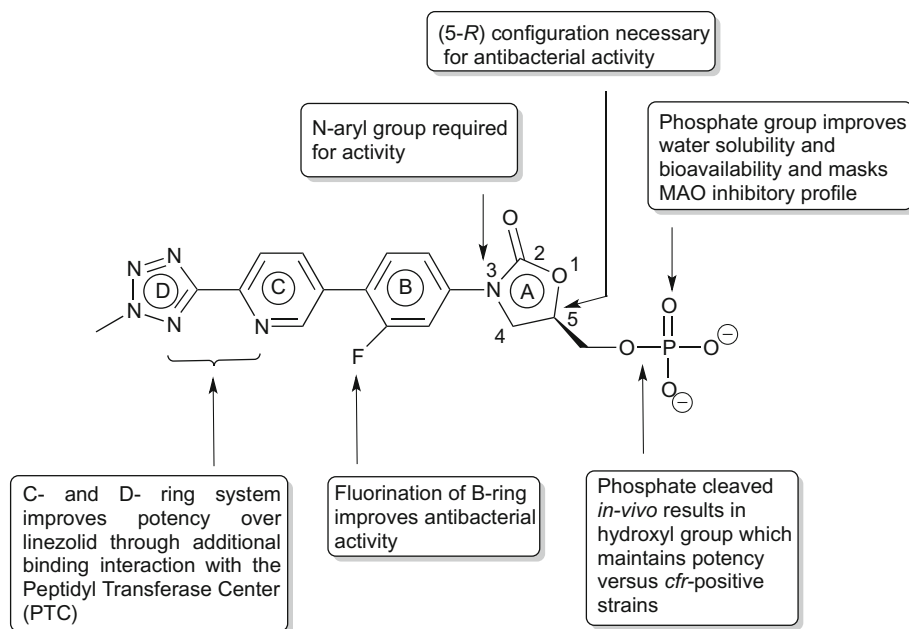 (5-R) configuration necessary
for antibacterial activity
N-aryl group required
for activity
Phosphate group improves
water solubility and
bioavailability and masks
MAO inhibitory profile
O
N N
N
N
N
D
C
N
B
F
3
N
2
O
1
A
4
5
O
P
O
O
O
−
−
C- and D- ring system
improves potency over
linezolid through additional
binding interaction with the
Peptidyl Transferase Center
(PTC)
Fluorination of B-ring
improves antibacterial
activity
Phosphate cleaved
in-vivo results in
hydroxyl group which
maintains potency
versus cfr-positive
strains